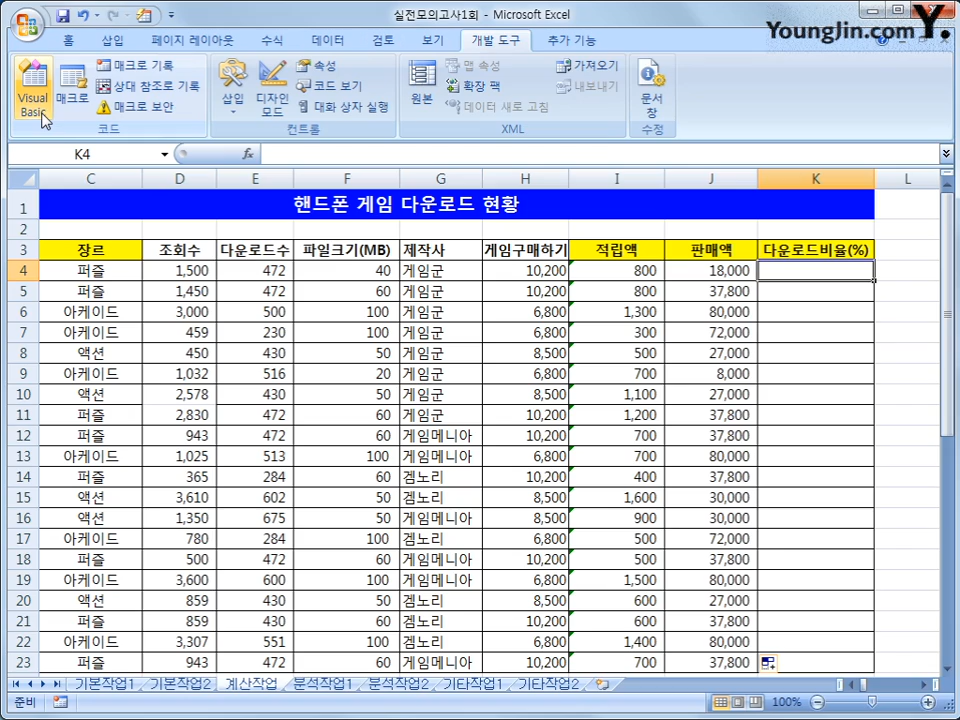 실전모의고사1회 - Microsoft Excel
YoungJin.com Y.
홈 삽입 페이지 레이아웃 수식 데이터 검토 보기 개발 도구 추가 기능
Visual Basic 매크로 매크로 기록 상대 참조로 기록 매크로 보안 코드
삽입 디자인 모드 속성 코드 보기 대화 상자 실행 컨트롤
원본 맵 속성 확장 팩 데이터 새로 고침 가져오기 내보내기 XML
문서 창 수정
K4 fx
C D E F G H I J K L
1 핸드폰 게임 다운로드 현황
2
3 장르 조회수 다운로드수 파일크기(MB) 제작사 게임구매하기 적립액 판매액 다운로드비율(%)
4 퍼즐 1,500 472 40 게임군 10,200 800 18,000
5 퍼즐 1,450 472 60 게임군 10,200 800 37,800
6 아케이드 3,000 500 100 게임군 6,800 1,300 80,000
7 아케이드 459 230 100 게임군 6,800 300 72,000
8 액션 450 430 50 게임군 8,500 500 27,000
9 아케이드 1,032 516 20 게임군 6,800 700 8,000
10 액션 2,578 430 50 게임군 8,500 1,100 27,000
11 퍼즐 2,830 472 60 게임군 10,200 1,200 37,800
12 퍼즐 943 472 60 게임메니아 10,200 700 37,800
13 아케이드 1,025 513 100 게임메니아 6,800 700 80,000
14 퍼즐 365 284 60 겜노리 10,200 400 37,800
15 액션 3,610 602 50 겜노리 8,500 1,600 30,000
16 액션 1,350 675 50 게임메니아 8,500 900 30,000
17 아케이드 780 284 100 겜노리 6,800 500 72,000
18 퍼즐 500 472 60 게임메니아 10,200 500 37,800
19 아케이드 3,600 600 100 게임메니아 6,800 1,500 80,000
20 액션 859 430 50 겜노리 8,500 600 27,000
21 퍼즐 859 430 60 겜노리 10,200 600 37,800
22 아케이드 3,307 551 100 겜노리 6,800 1,400 80,000
23 퍼즐 943 472 60 게임메니아 10,200 700 37,800
기본작업1 기본작업2 계산작업 분석작업1 분석작업2 기타작업1 기타작업2
준비 100%